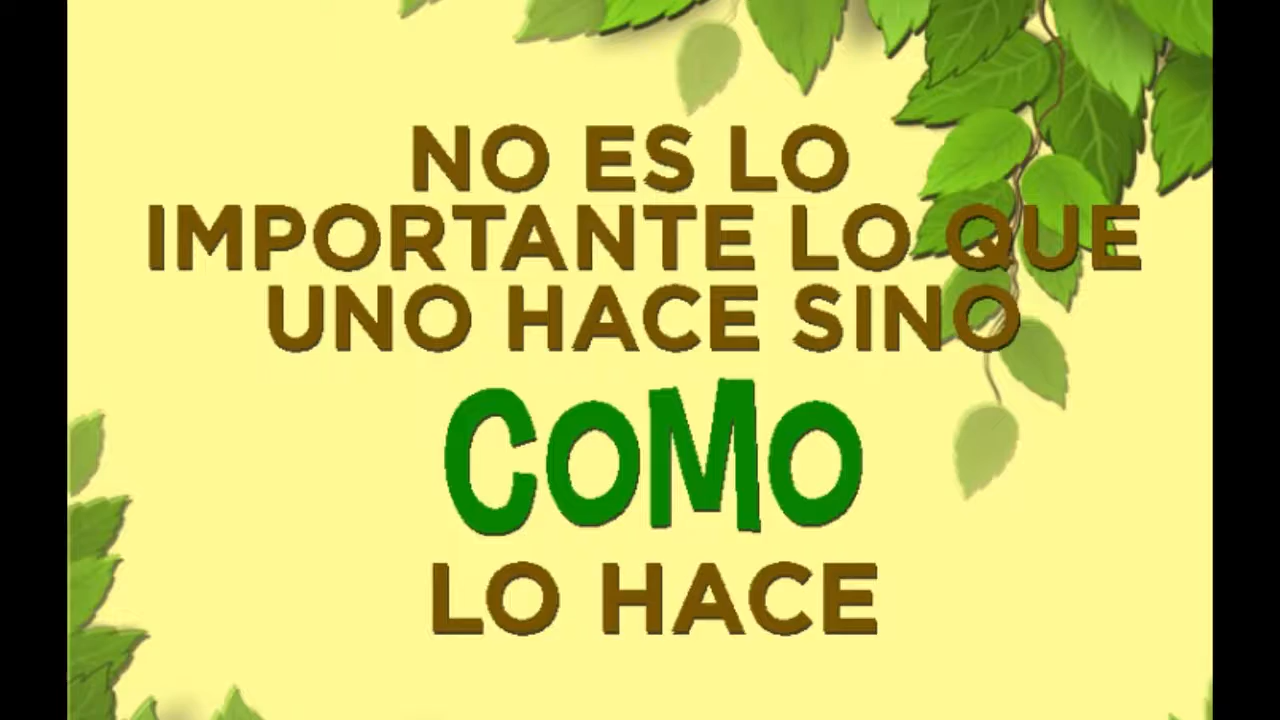 NO ES LO
IMPORTANTE LO QUE
UNO HACE SINO
COMO
LO HACE